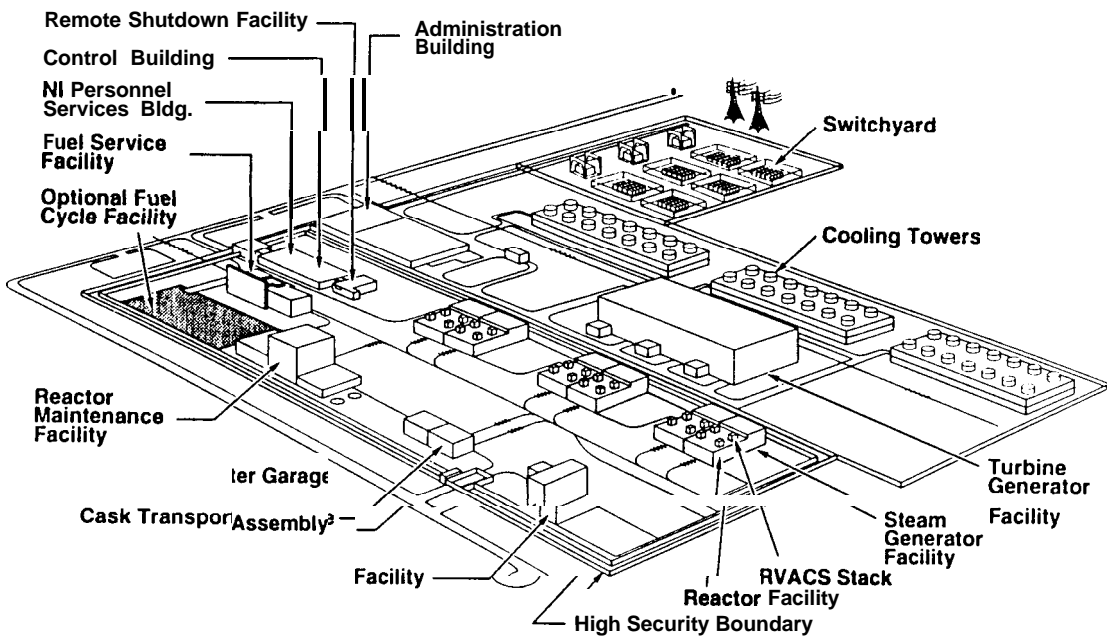 Remote Shutdown Facility
Administration
Building
Control Building
NI Personnel
Services Bldg.
Fuel Service
Facility
Optional Fuel
Cycle Facility
Switchyard
Cooling Towers
Reactor
Maintenance
Facility
ter Garage
Cask Transpor
Assembly
Facility
Turbine
Generator
Facility
Steam
Generator
Facility
RVACS Stack
Reactor Facility
High Security Boundary